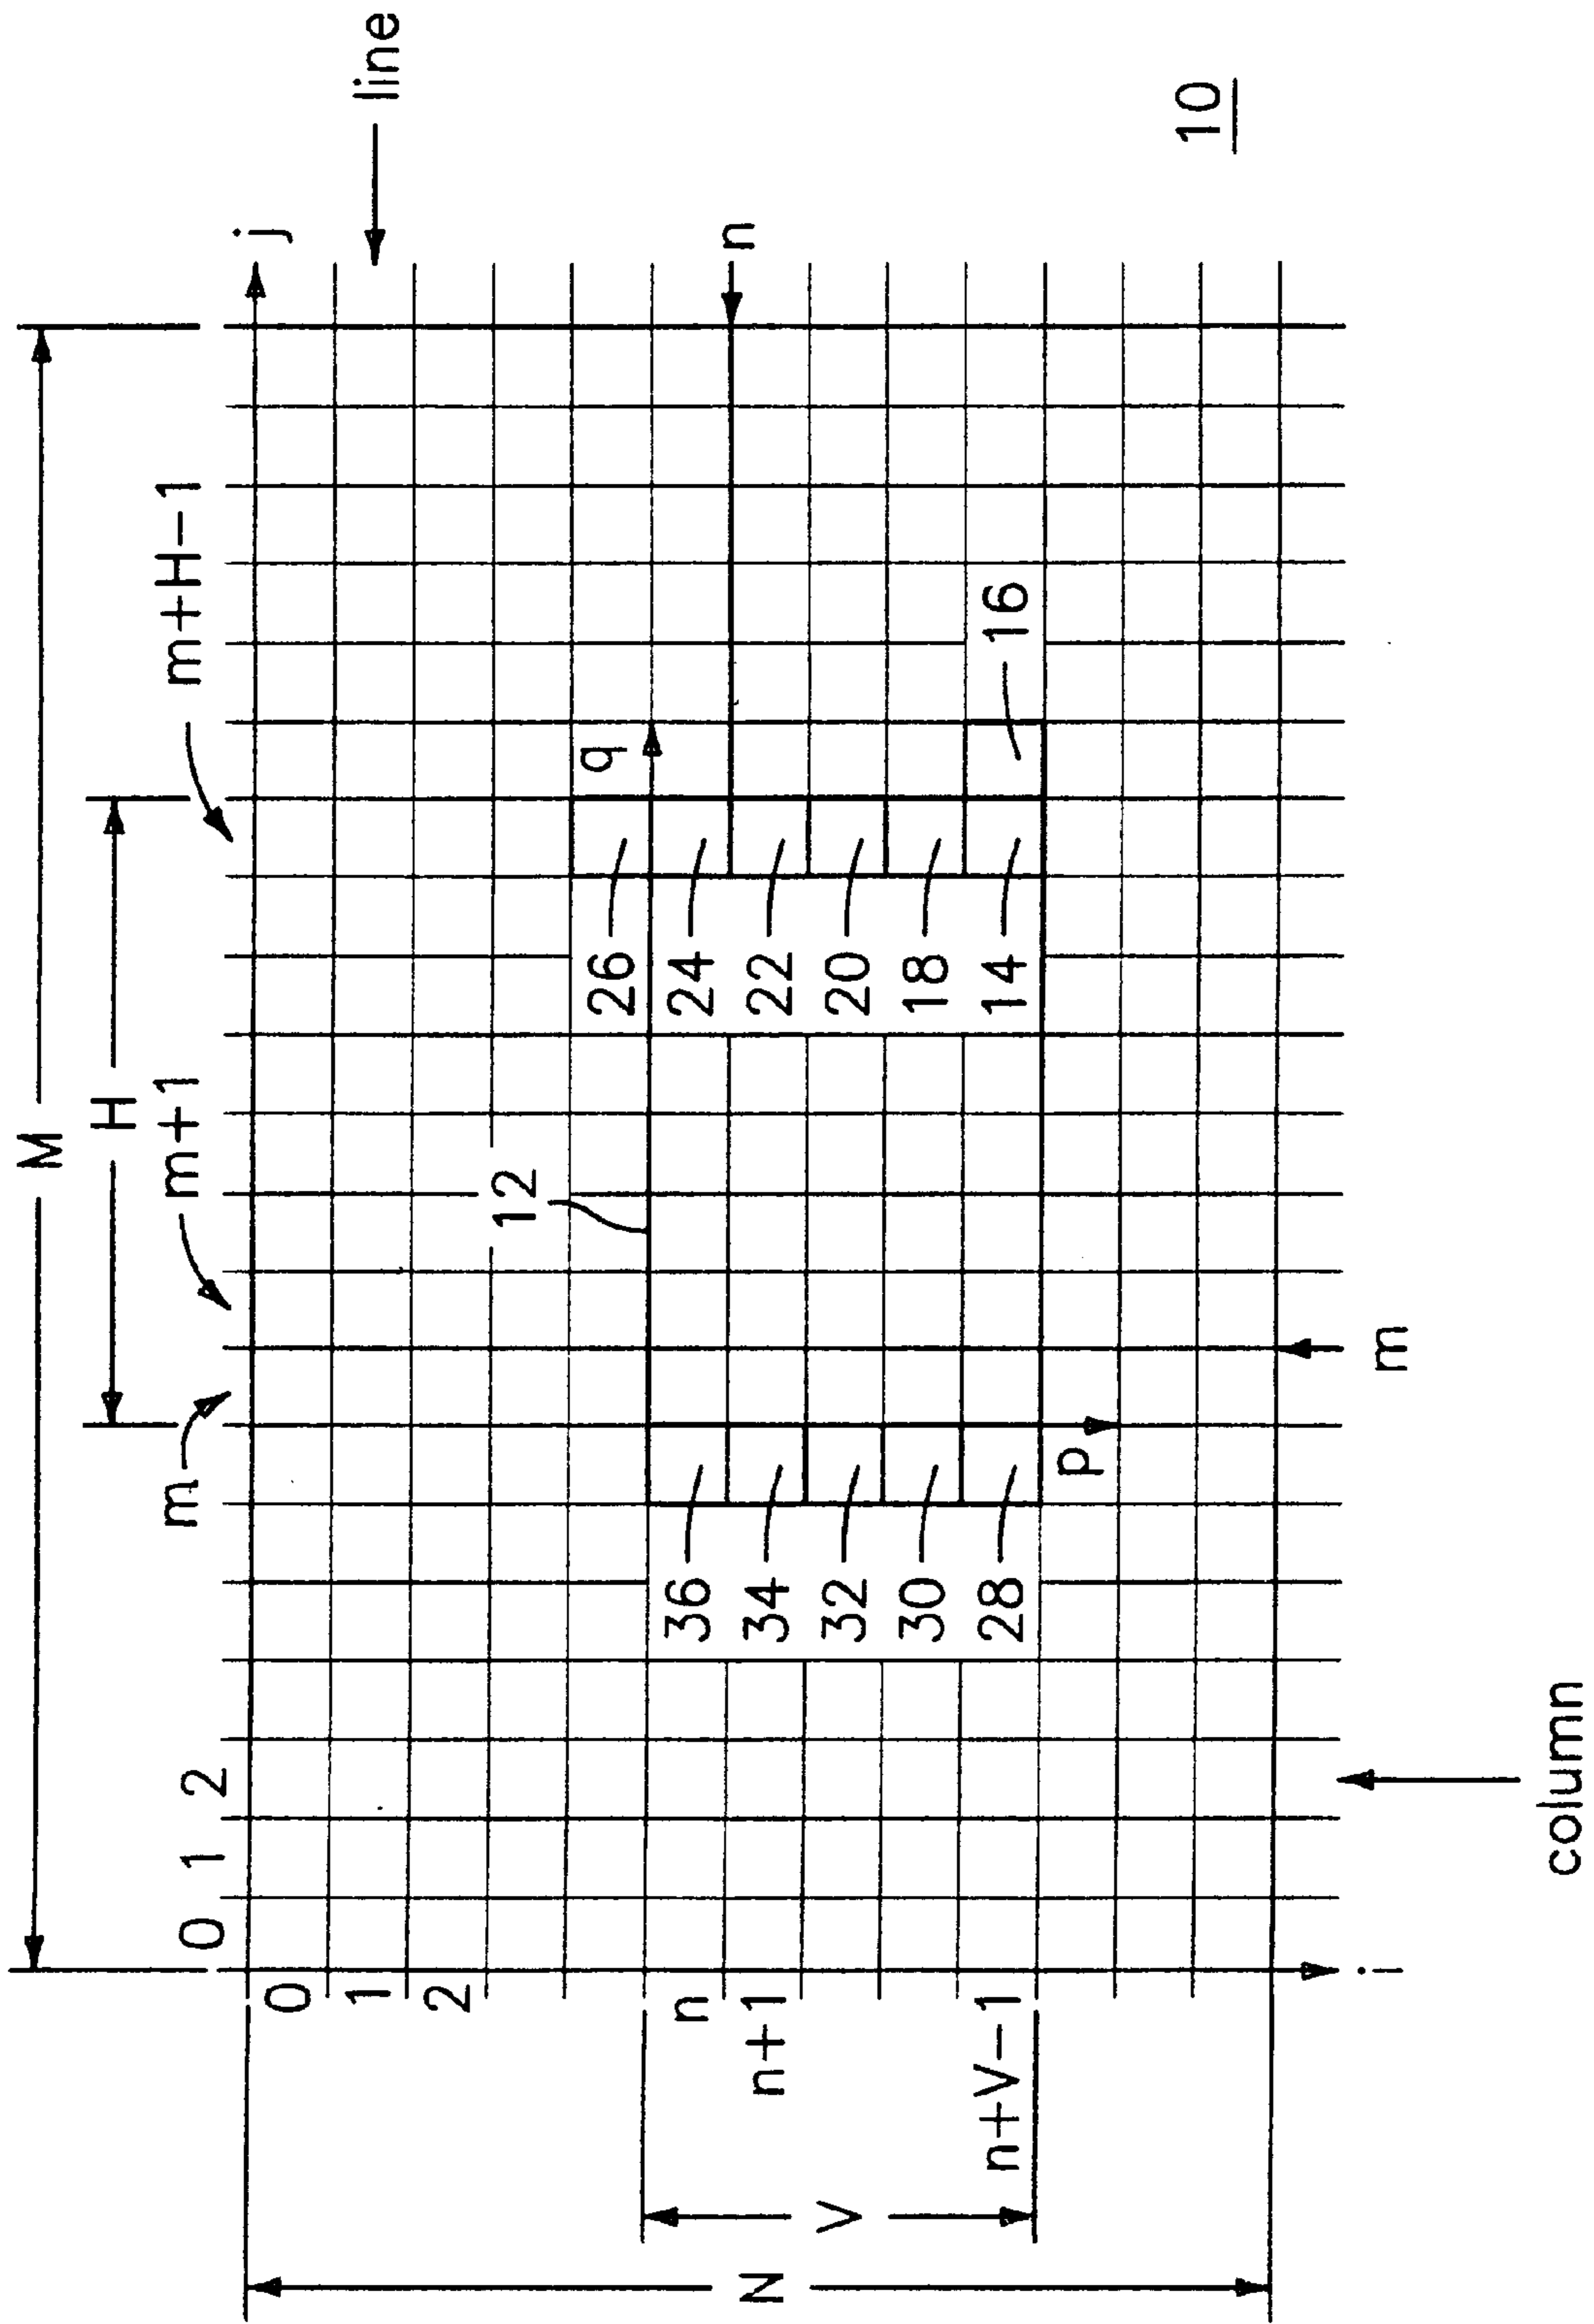 M
H
m m+1 m+H-1
0 1 2
j
0
1 line
2
12
q
26
n 36 24
n
N
n+1 34 22
V
32 20
30 18
n+V-1 28 14 16
p
10
i m
column